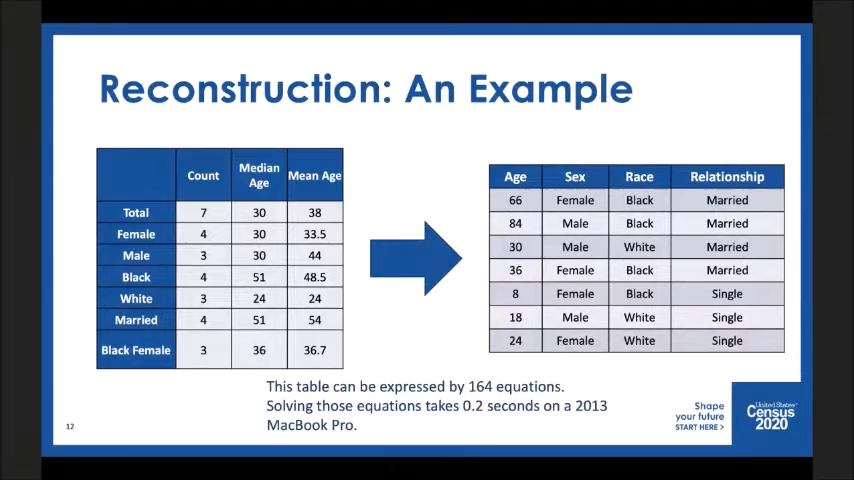 Reconstruction: An Example
Count Median Age Mean Age
Total 7 30 38
Female 4 30 33.5
Male 3 30 44
Black 4 51 48.5
White 3 24 24
Married 4 51 54
Black Female 3 36 36.7
Age Sex Race Relationship
66 Female Black Married
84 Male Black Married
30 Male White Married
36 Female Black Married
8 Female Black Single
18 Male White Single
24 Female White Single
This table can be expressed by 164 equations.
Solving those equations takes 0.2 seconds on a 2013
MacBook Pro.
12
Shape
your future
START HERE >
United States™
Census
2020